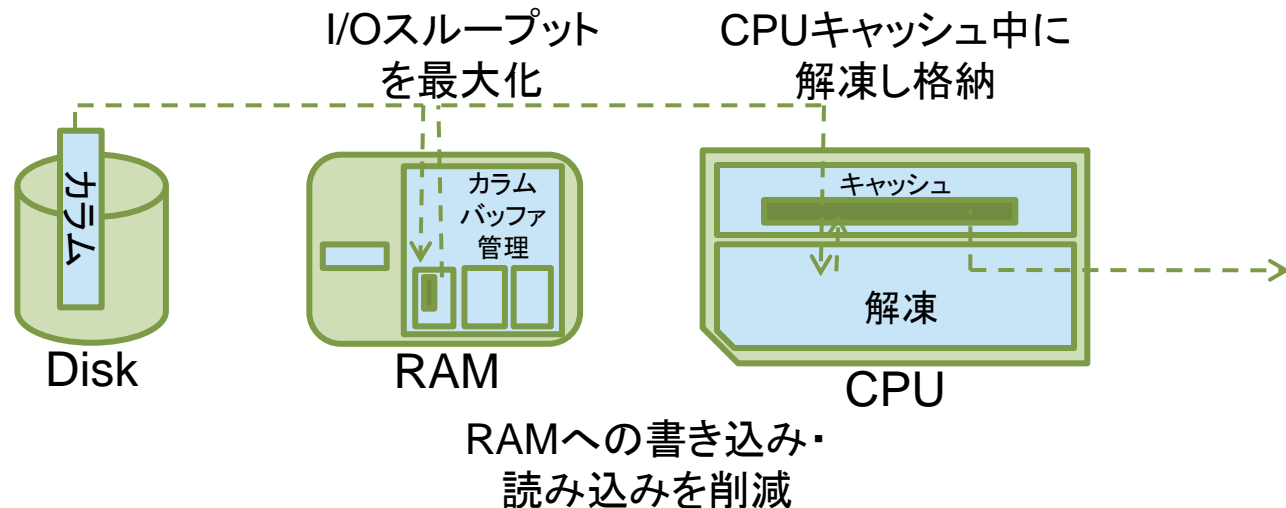 I/Oスループット
を最大化
CPUキャッシュ中に
解凍し格納
カラム
カラム
バッファ
管理
キャッシュ
解凍
Disk
RAM
CPU
RAMへの書き込み・
読み込みを削減